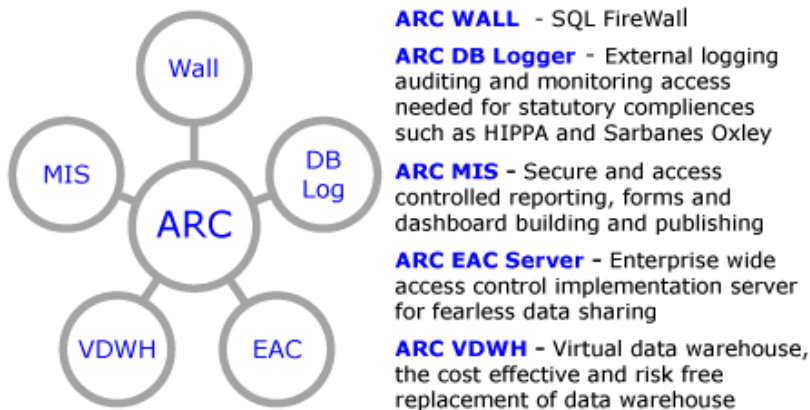 Wall
MIS
DB
Log
ARC
VDWH
EAC
ARC WALL - SQL FireWall
ARC DB Logger - External logging
auditing and monitoring access
needed for statutory compliences
such as HIPPA and Sarbanes Oxley
ARC MIS - Secure and access
controlled reporting, forms and
dashboard building and publishing
ARC EAC Server - Enterprise wide
access control implementation server
for fearless data sharing
ARC VDWH - Virtual data warehouse,
the cost effective and risk free
replacement of data warehouse